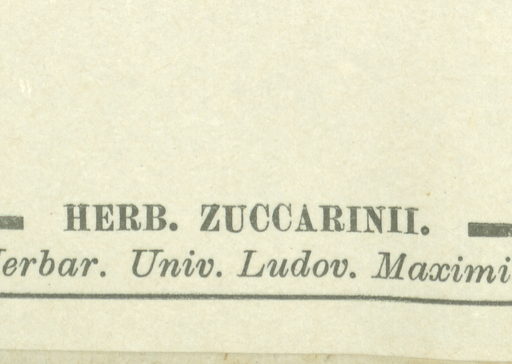 HERB. ZUCCARINII.
Herbar. Univ. Ludov. Maximi